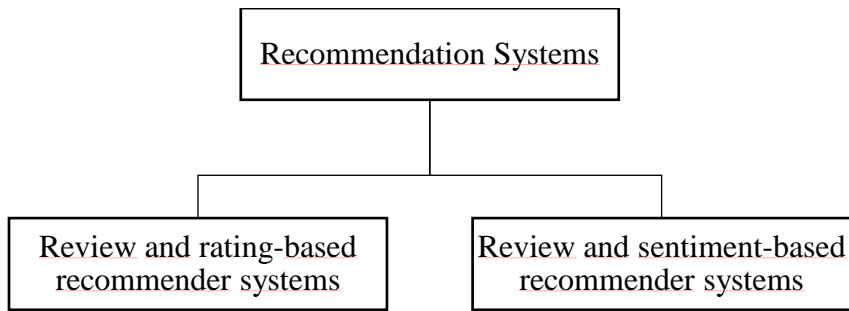 Recommendation Systems
Review and rating-based
recommender systems
Review and sentiment-based
recommender systems